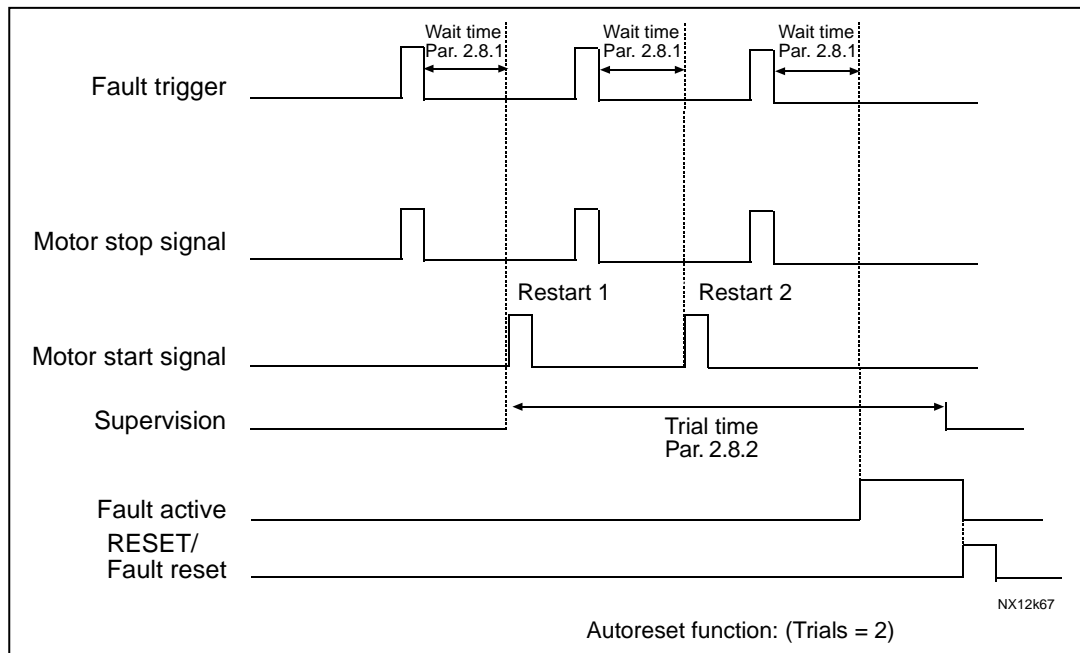 Wait time
Par. 2.8.1
Wait time
Par. 2.8.1
Wait time
Par. 2.8.1
Fault trigger
Motor stop signal
Restart 1
Restart 2
Motor start signal
Supervision
Trial time
Par. 2.8.2
Fault active
RESET/
Fault reset
NX12k67
Autoreset function: (Trials = 2)